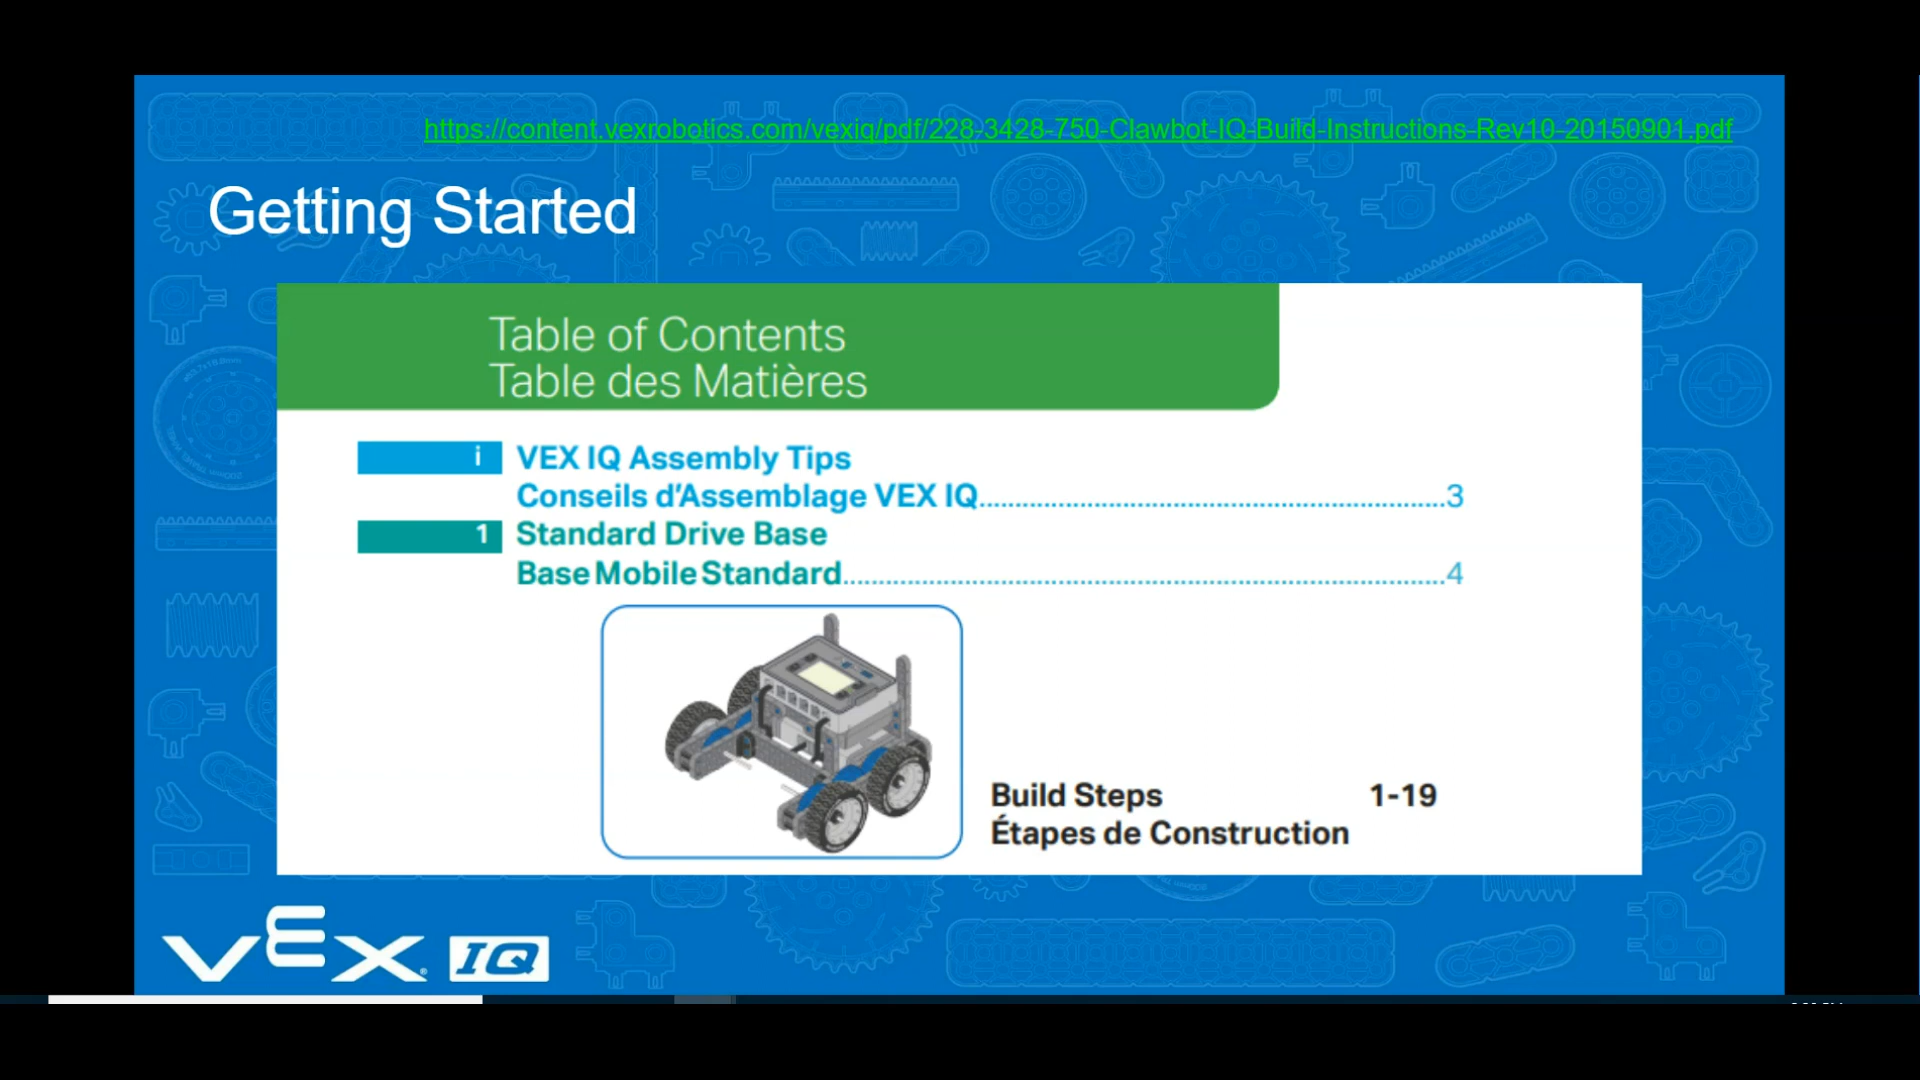 https://content.vexrobotics.com/vexiq/pdf/228-3428-750-Clawbot-IQ-Build-Instructions-Rev10-20150901.pdf
Getting Started
Table of Contents
Table des Matières
i VEX IQ Assembly Tips
Conseils d'Assemblage VEX IQ.......................................................................3
1 Standard Drive Base
Base Mobile Standard.......................................................................4
Build Steps 1-19
Étapes de Construction
VEX IQ